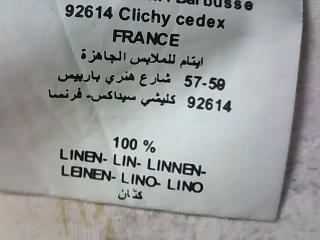 Barbusse
92614 Clichy cedex
FRANCE
ايتام للملابس الجاهزة
57-59 شارع هنري باربيس
92614 كليشي سيداكس- فرنسا
100 %
LINEN- LIN- LINNEN-
LEINEN- LINO- LINO
كتان